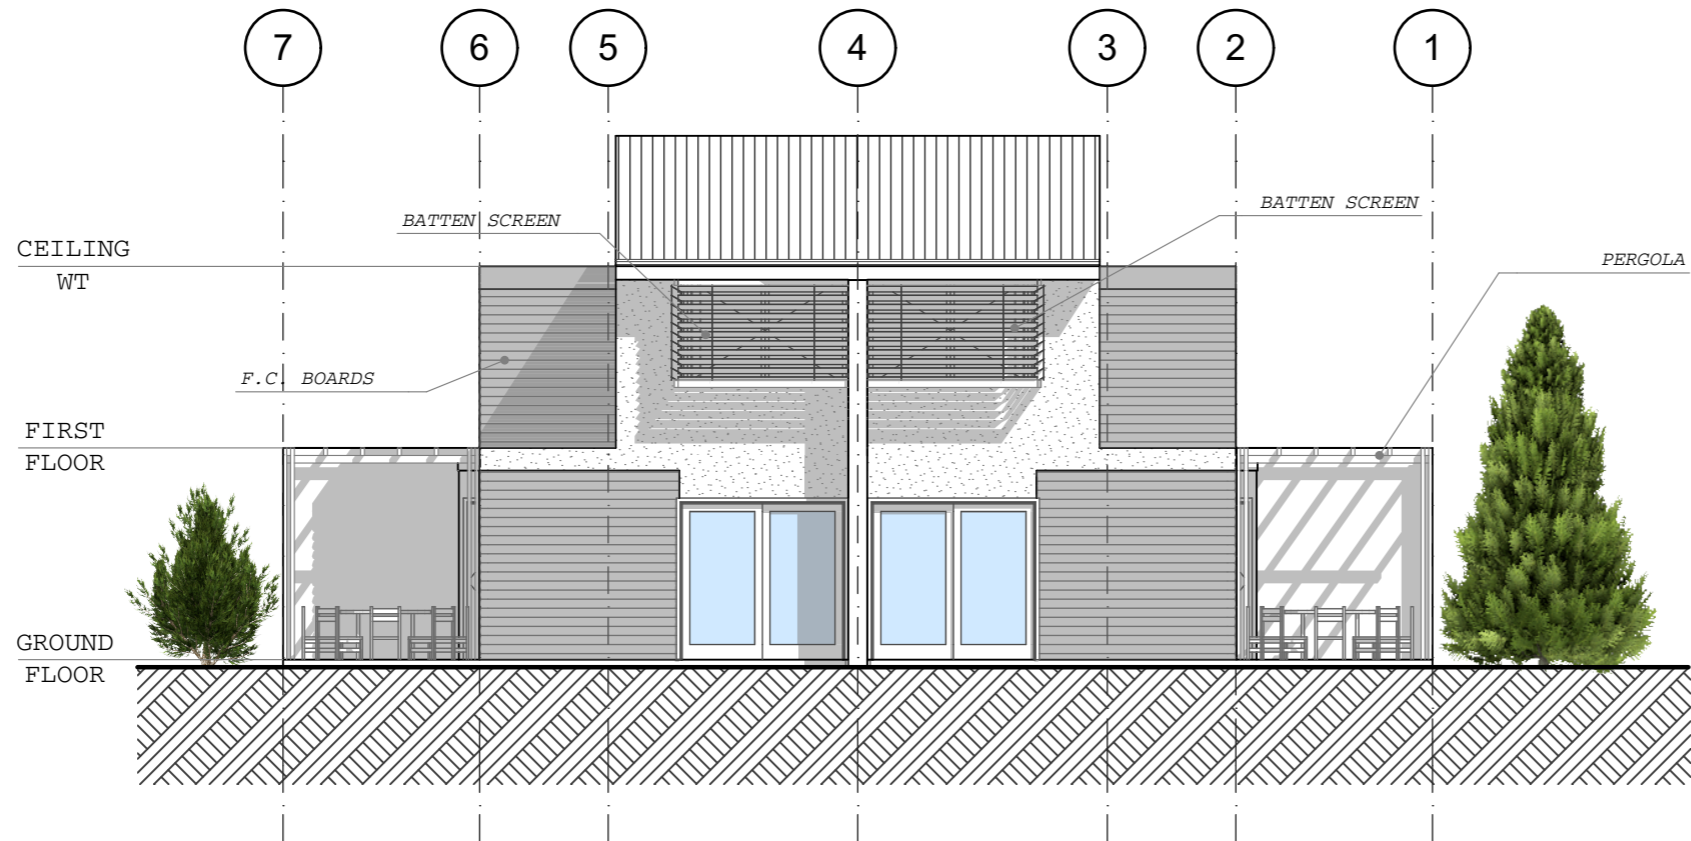 7 6 5 4 3 2 1
BATTEN SCREEN
BATTEN SCREEN
CEILING
WT
PERGOLA
F.C. BOARDS
FIRST
FLOOR
GROUND
FLOOR